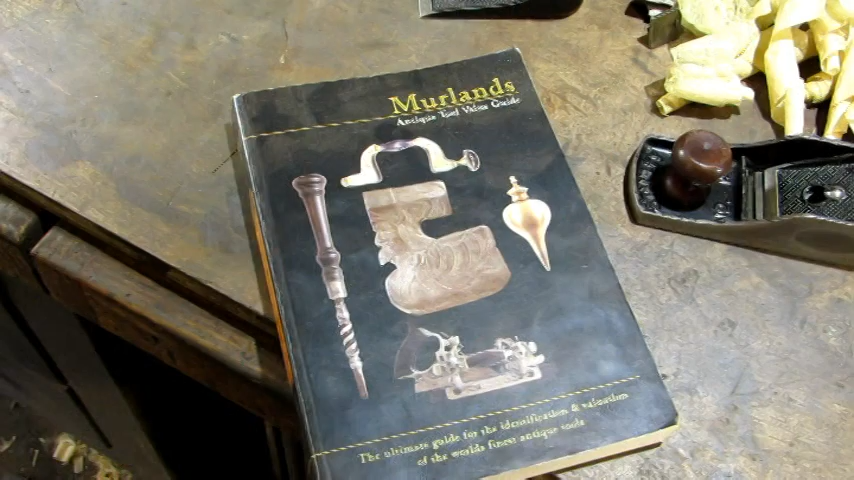 Murlands
Antique Tool Value Guide
The ultimate guide for the identification & valuation
of the worlds finest antique tools